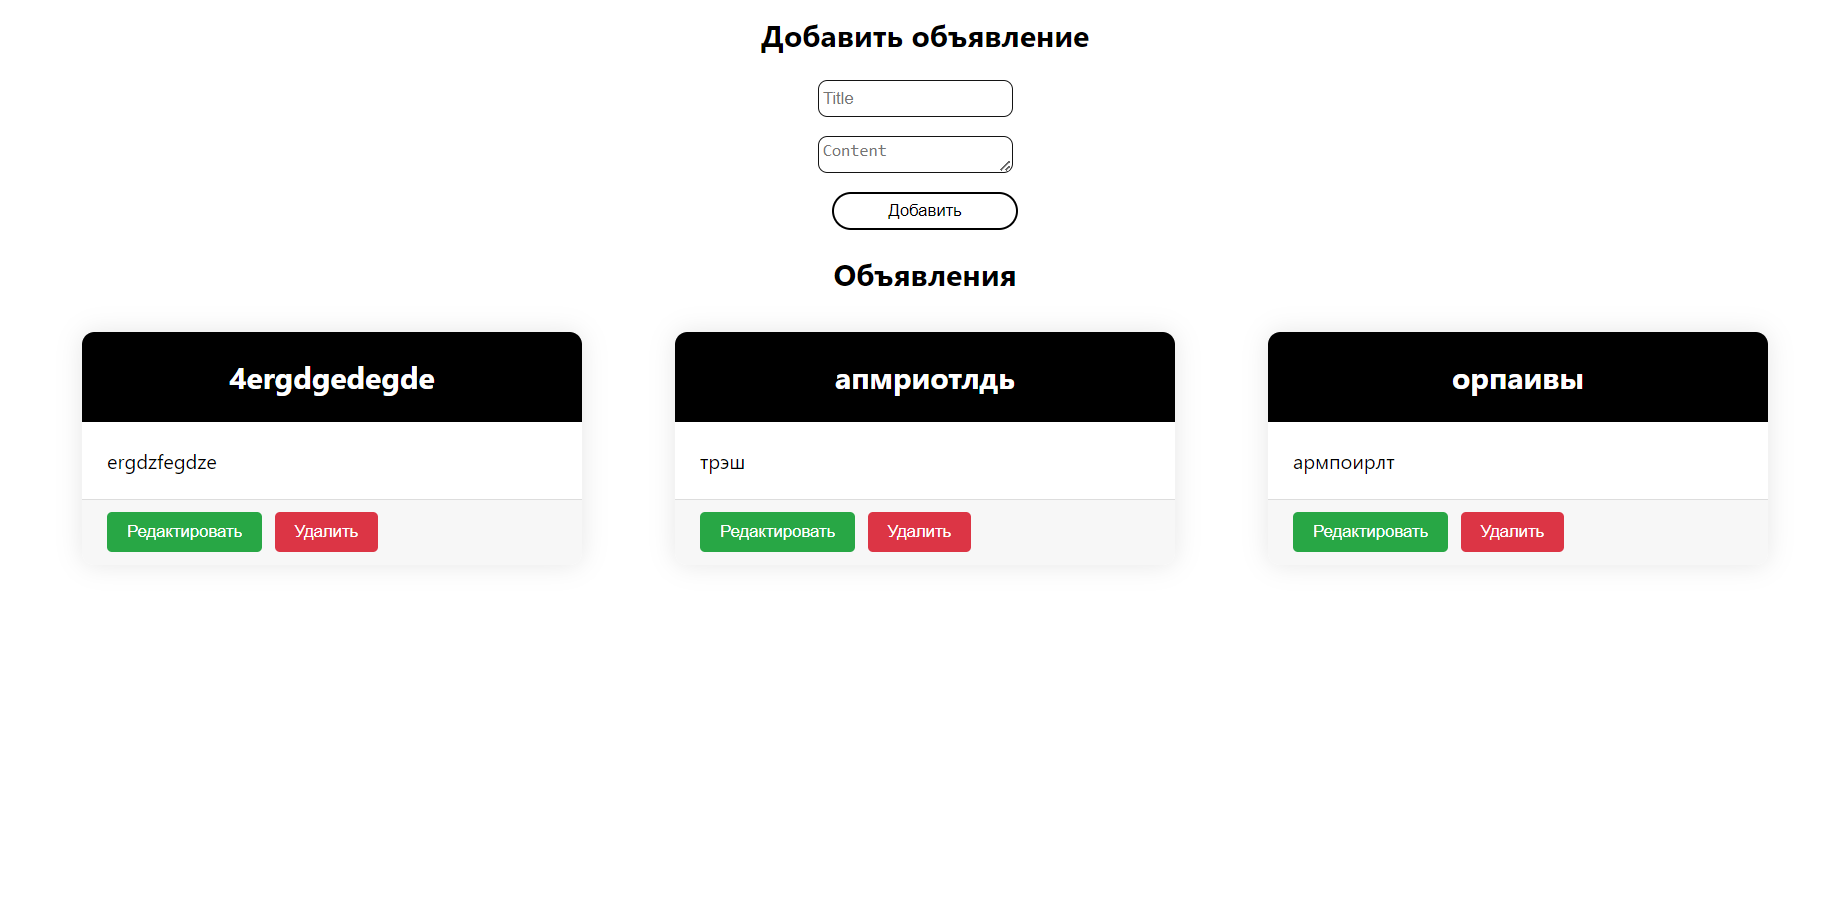 Добавить объявление
Title
Content
Добавить
Объявления
4ergdgedegde
ergdzfegdze
Редактировать Удалить
апмриотлдь
трэш
Редактировать Удалить
орпаивы
армпоирлт
Редактировать Удалить